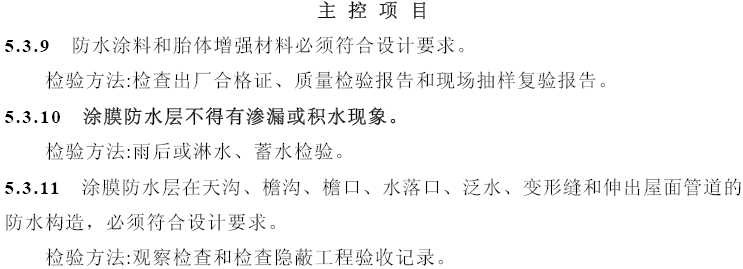 主 控 项 目
5.3.9 防水涂料和胎体增强材料必须符合设计要求。
检验方法:检查出厂合格证、质量检验报告和现场抽样复验报告。
5.3.10 涂膜防水层不得有渗漏或积水现象。
检验方法:雨后或淋水、蓄水检验。
5.3.11 涂膜防水层在天沟、檐沟、檐口、水落口、泛水、变形缝和伸出屋面管道的
防水构造，必须符合设计要求。
检验方法:观察检查和检查隐蔽工程验收记录。